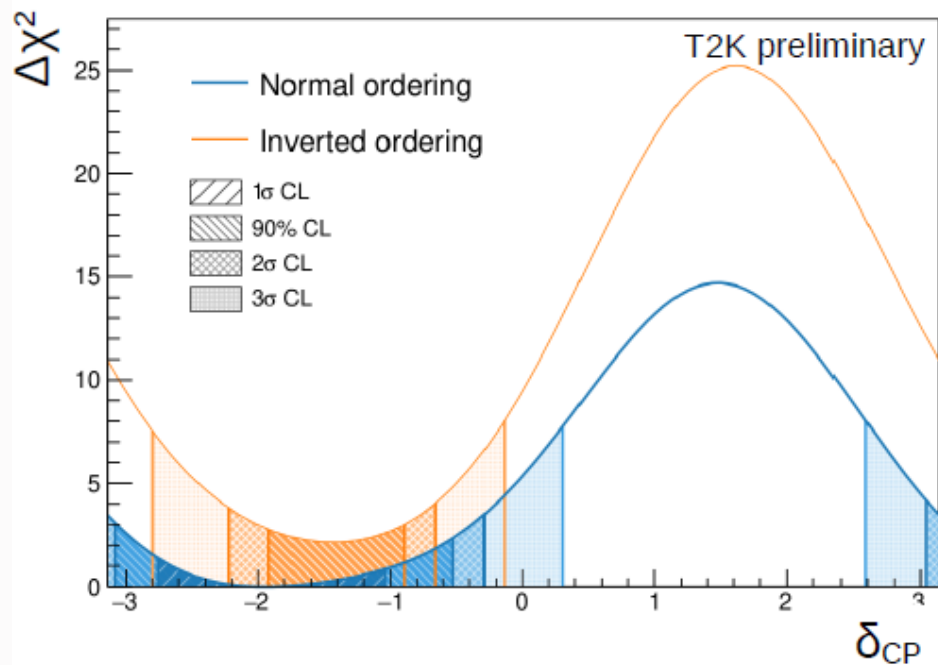 Δχ²
T2K preliminary
Normal ordering
Inverted ordering
1σ CL
90% CL
2σ CL
3σ CL
25
20
15
10
5
0
−3 −2 −1 0 1 2 3
δCP